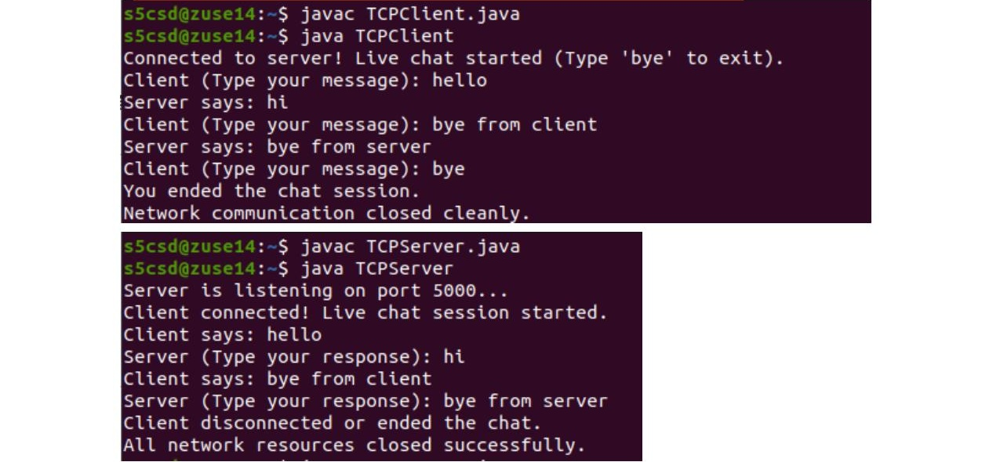 s5csd@zuse14:~$ javac TCPClient.java
s5csd@zuse14:~$ java TCPClient
Connected to server! Live chat started (Type 'bye' to exit).
Client (Type your message): hello
Server says: hi
Client (Type your message): bye from client
Server says: bye from server
Client (Type your message): bye
You ended the chat session.
Network communication closed cleanly.
s5csd@zuse14:~$ javac TCPServer.java
s5csd@zuse14:~$ java TCPServer
Server is listening on port 5000...
Client connected! Live chat session started.
Client says: hello
Server (Type your response): hi
Client says: bye from client
Server (Type your response): bye from server
Client disconnected or ended the chat.
All network resources closed successfully.